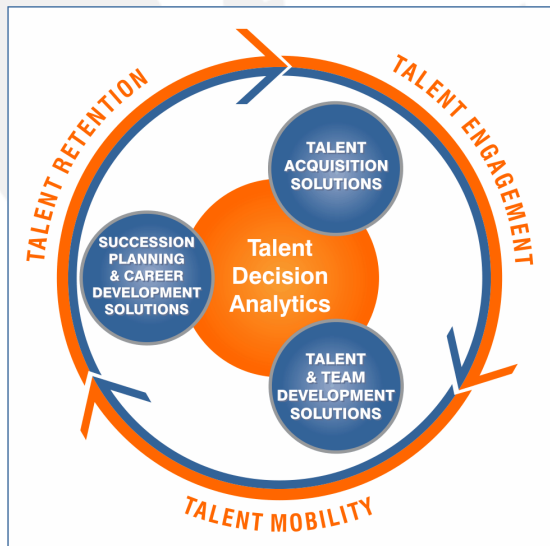 TALENT RETENTION
TALENT ENGAGEMENT
TALENT
ACQUISITION
SOLUTIONS
SUCCESSION
PLANNING
& CAREER
DEVELOPMENT
SOLUTIONS
Talent
Decision
Analytics
TALENT
& TEAM
DEVELOPMENT
SOLUTIONS
TALENT MOBILITY